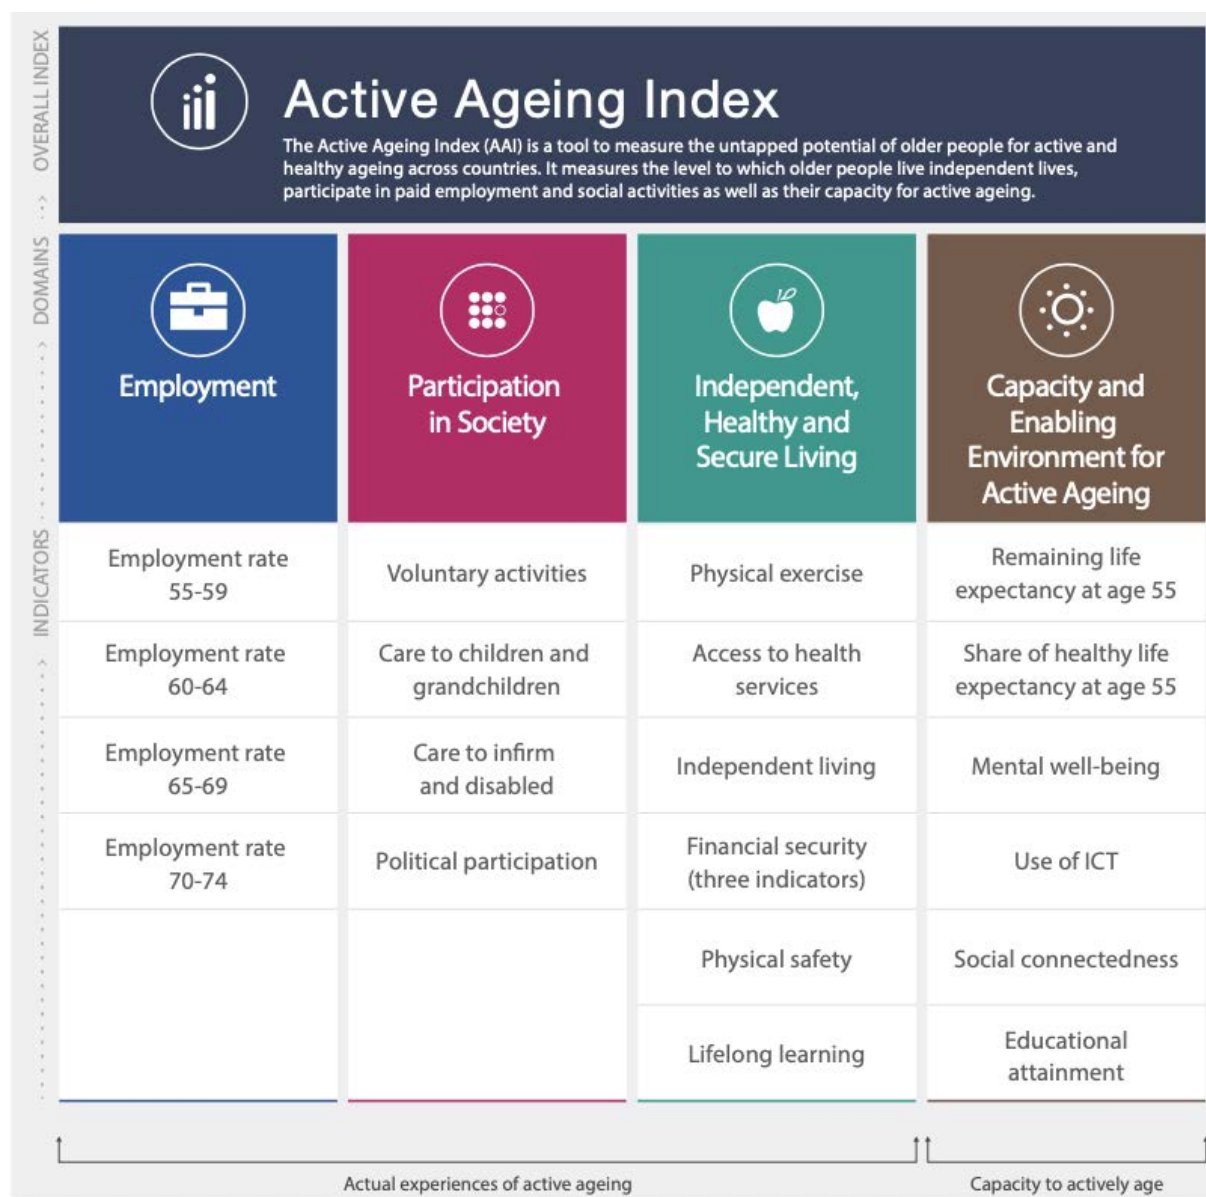 OVERALL INDEX
Active Ageing Index
The Active Ageing Index (AAI) is a tool to measure the untapped potential of older people for active and
healthy ageing across countries. It measures the level to which older people live independent lives,
participate in paid employment and social activities as well as their capacity for active ageing.
DOMAINS
Employment
Participation
in Society
Independent,
Healthy and
Secure Living
Capacity and
Enabling
Environment for
Active Ageing
INDICATORS
Employment rate
55-59
Voluntary activities
Physical exercise
Remaining life
expectancy at age 55
Employment rate
60-64
Care to children and
grandchildren
Access to health
services
Share of healthy life
expectancy at age 55
Employment rate
65-69
Care to infirm
and disabled
Independent living
Mental well-being
Employment rate
70-74
Political participation
Financial security
(three indicators)
Use of ICT
Physical safety
Social connectedness
Lifelong learning
Educational
attainment
Actual experiences of active ageing
Capacity to actively age